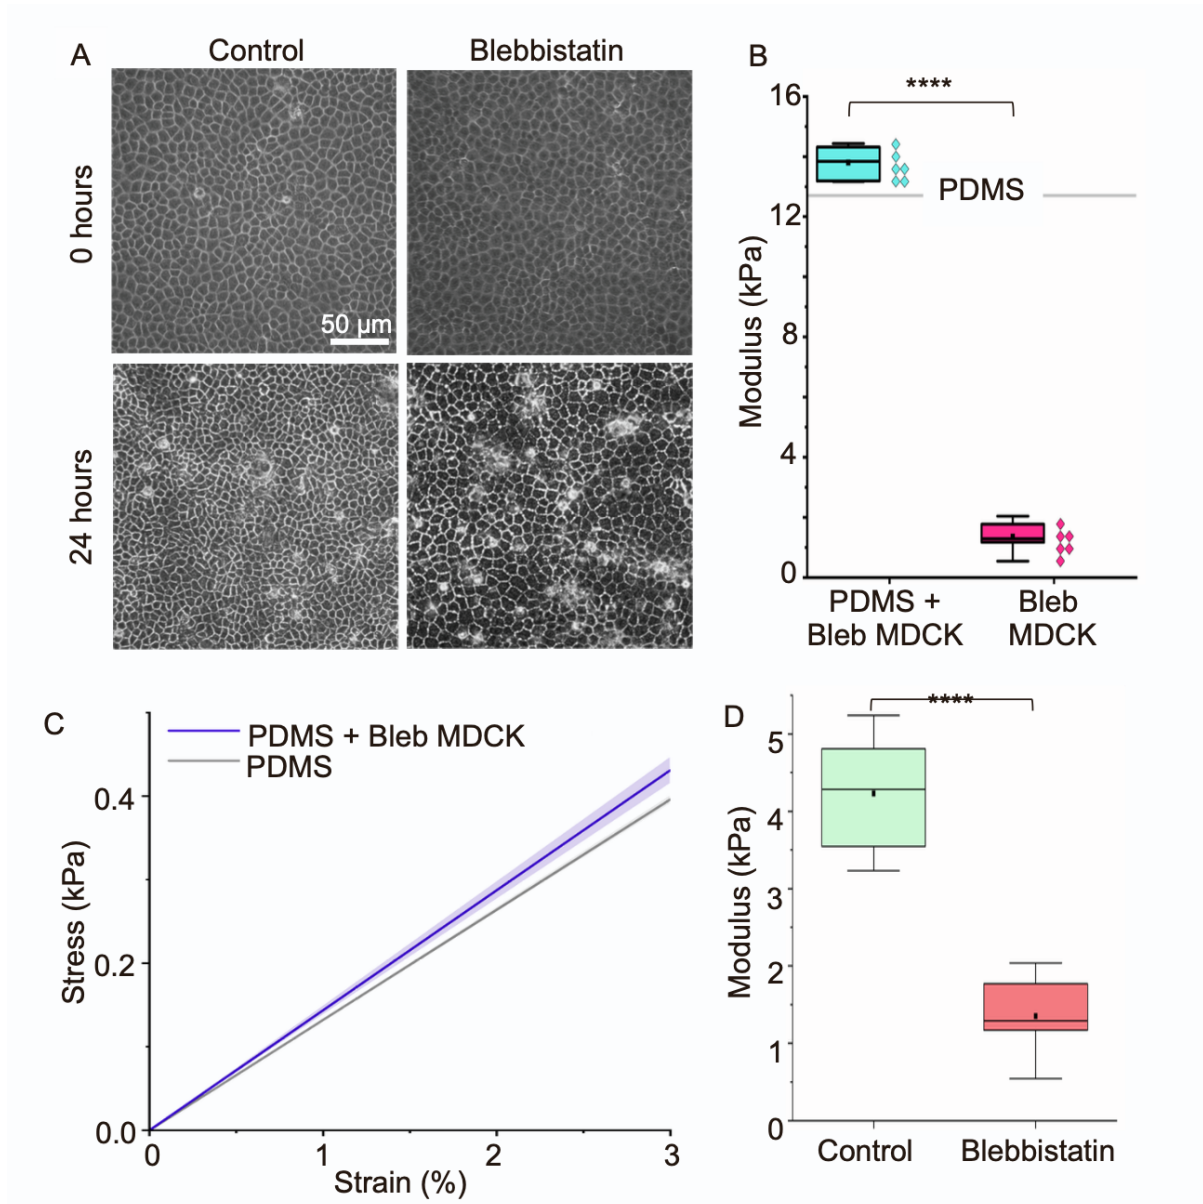 A
Control
Blebbistatin
0 hours
50 μm
24 hours
B
****
16
12
8
4
0
PDMS
Modulus (kPa)
PDMS +
Bleb MDCK
Bleb
MDCK
C
PDMS + Bleb MDCK
PDMS
0.4
0.2
0.0
Stress (kPa)
0
1
2
3
Strain (%)
D
****
5
4
3
2
1
0
Modulus (kPa)
Control
Blebbistatin